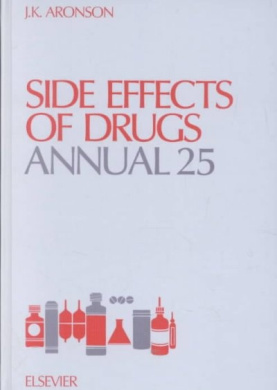 J.K. ARONSON
SIDE EFFECTS
OF DRUGS
ANNUAL 25
ELSEVIER